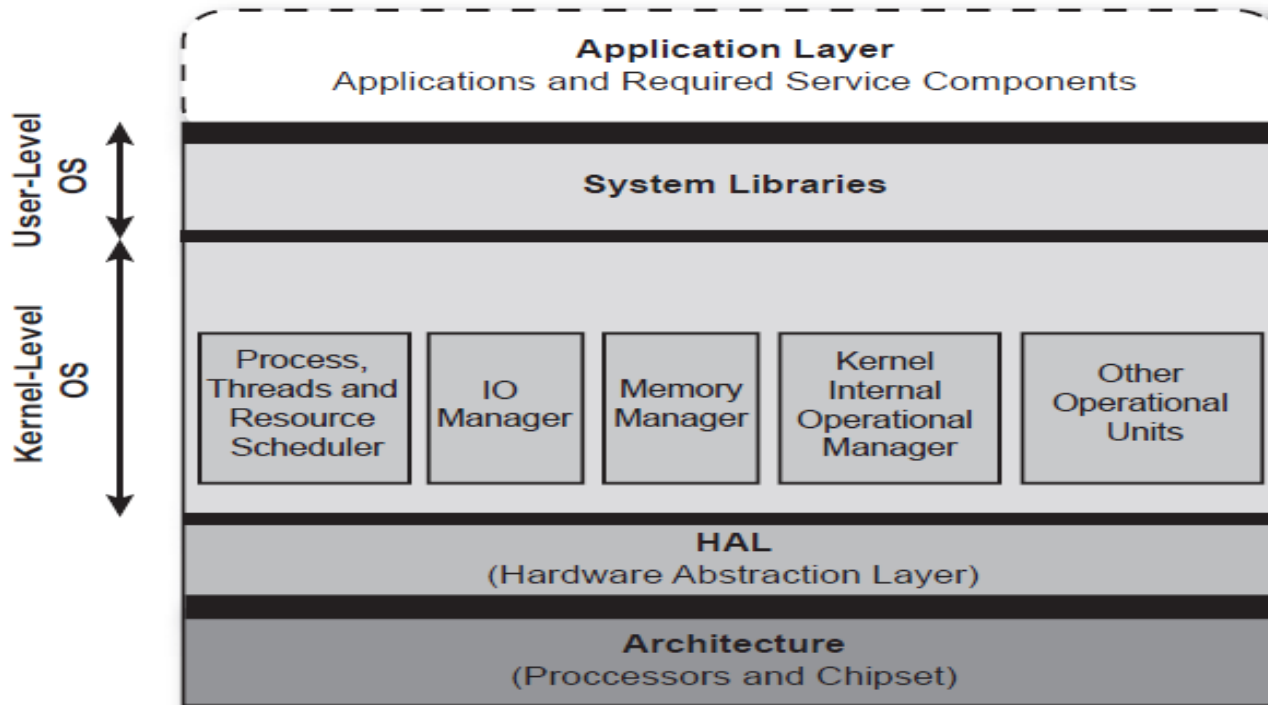 Application Layer
Applications and Required Service Components
User-Level
OS
System Libraries
Kernel-Level
OS
Process,
Threads and
Resource
Scheduler
IO
Manager
Memory
Manager
Kernel
Internal
Operational
Manager
Other
Operational
Units
HAL
(Hardware Abstraction Layer)
Architecture
(Proccessors and Chipset)